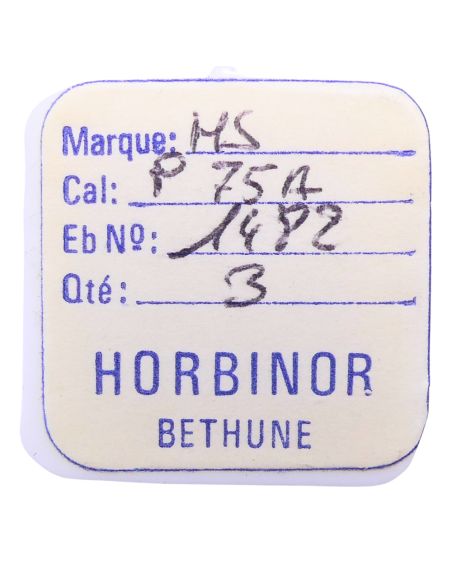 Marque: MS
Cal: P 75A
Eb Nº: 1482
Qté: 3
HORBINOR
BETHUNE